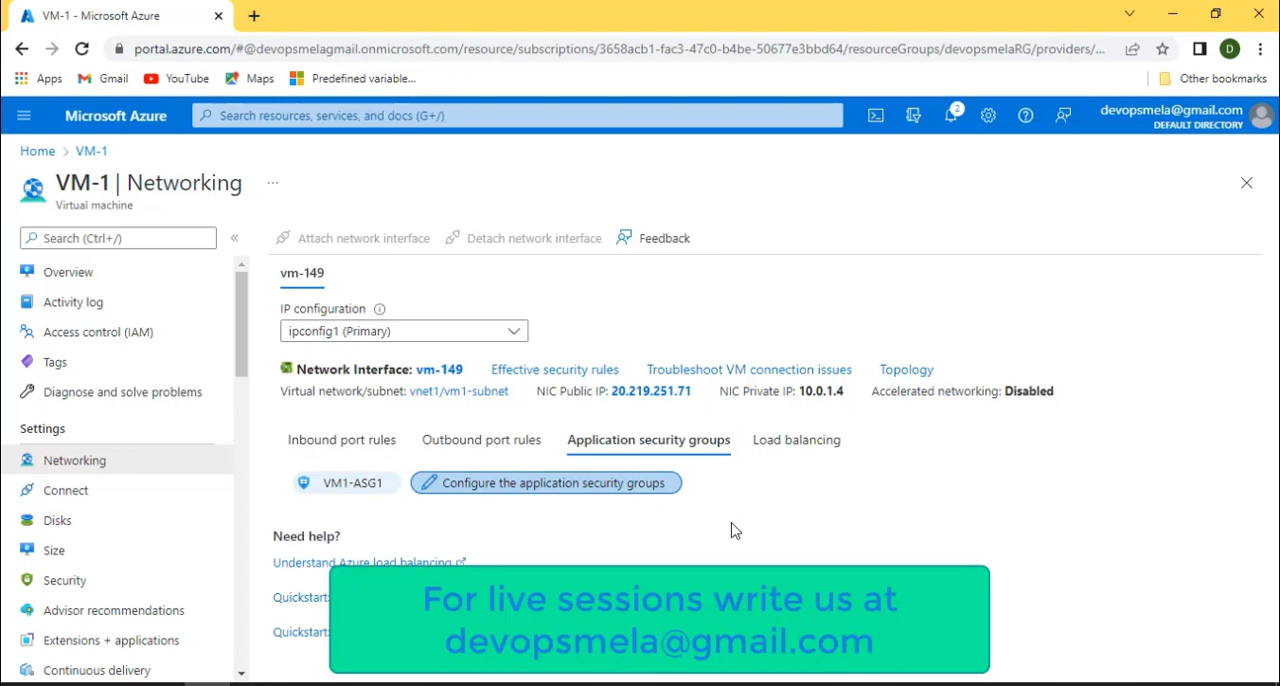 VM-1 - Microsoft Azure
portal.azure.com/#@devopsmelagmail.onmicrosoft.com/resource/subscriptions/3658acb1-fac3-47c0-b4be-50677e3bbd64/resourceGroups/devopsmelaRG/providers/...
D
Apps
Gmail
YouTube
Maps
Predefined variable...
Other bookmarks
Microsoft Azure
Search resources, services, and docs (G+/)
2
devopsmela@gmail.com
DEFAULT DIRECTORY
Home > VM-1
VM-1 | Networking ...
Virtual machine
Search (Ctrl+/)
«
Attach network interface
Detach network interface
Feedback
Overview
Activity log
Access control (IAM)
Tags
Diagnose and solve problems
Settings
Networking
Connect
Disks
Size
Security
Advisor recommendations
Extensions + applications
Continuous delivery
vm-149
IP configuration
ipconfig1 (Primary)
Network Interface: vm-149 Effective security rules Troubleshoot VM connection issues Topology
Virtual network/subnet: vnet1/vm1-subnet NIC Public IP: 20.219.251.71 NIC Private IP: 10.0.1.4 Accelerated networking: Disabled
Inbound port rules Outbound port rules Application security groups Load balancing
VM1-ASG1 Configure the application security groups
Need help?
Understand Azure load balancing
Quickstart:
Quickstart:
For live sessions write us at
devopsmela@gmail.com